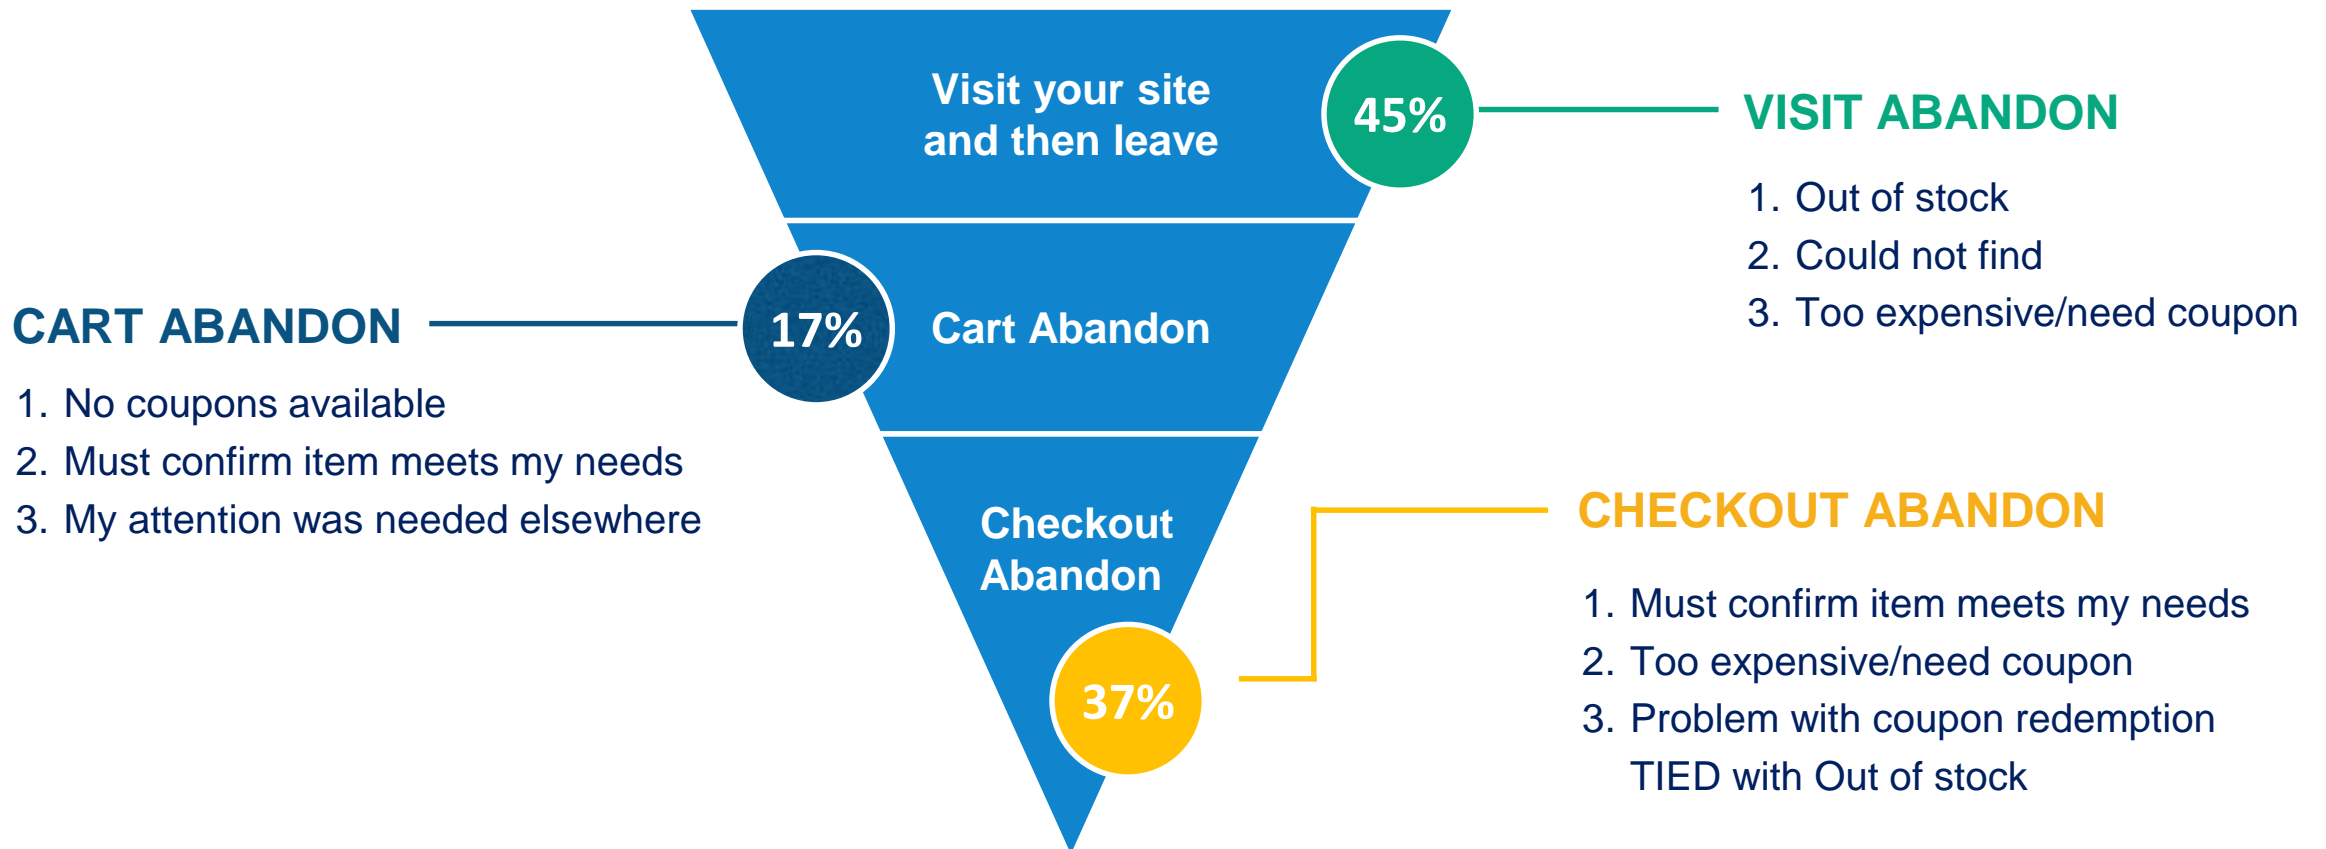 Visit your site
and then leave
45%
VISIT ABANDON
1. Out of stock
2. Could not find
3. Too expensive/need coupon
CART ABANDON
17%
Cart Abandon
1. No coupons available
2. Must confirm item meets my needs
3. My attention was needed elsewhere
Checkout
Abandon
37%
CHECKOUT ABANDON
1. Must confirm item meets my needs
2. Too expensive/need coupon
3. Problem with coupon redemption
TIED with Out of stock